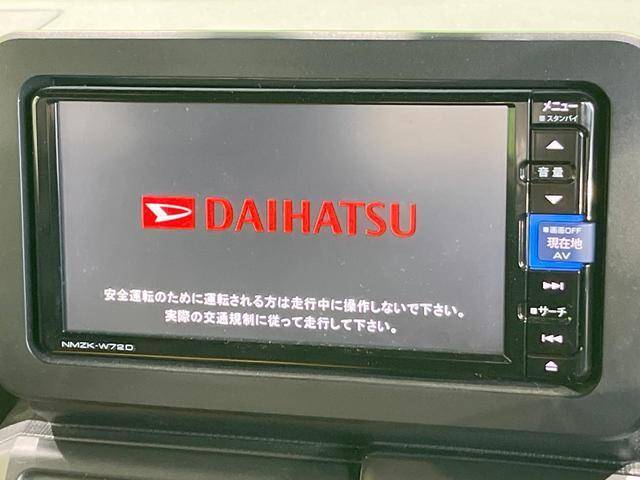 DAIHATSU
安全運転のために運転される方は走行中に操作しないで下さい。
実際の交通規制に従って走行して下さい。
NMZK-W72D
メニュー
スタンバイ
音量
画面OFF
現在地
AV
サーチ